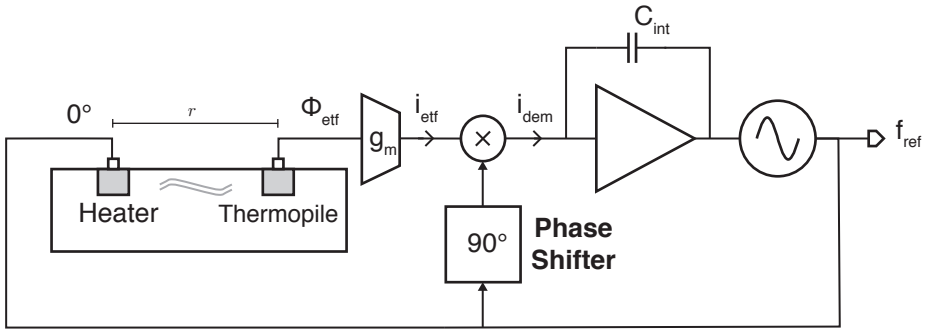 C_int
0°
r
Φ_etf
i_etf
i_dem
g_m
×
f_ref
Heater
Thermopile
90°
Phase
Shifter